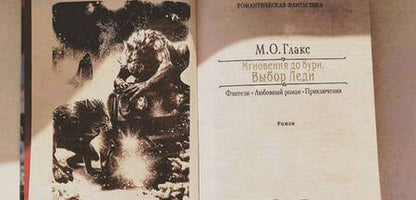 РОМАНТИЧЕСКАЯ ФАНТАСТИКА
М.О. Глакс
Мгновения до бури.
Выбор Леди
Фэнтези • Любовный роман • Приключения
Роман